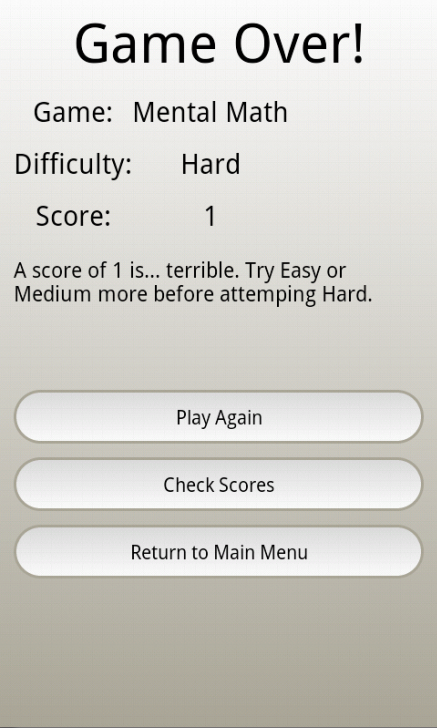 Game Over!
Game: Mental Math
Difficulty: Hard
Score: 1
A score of 1 is... terrible. Try Easy or
Medium more before attemping Hard.
Play Again
Check Scores
Return to Main Menu